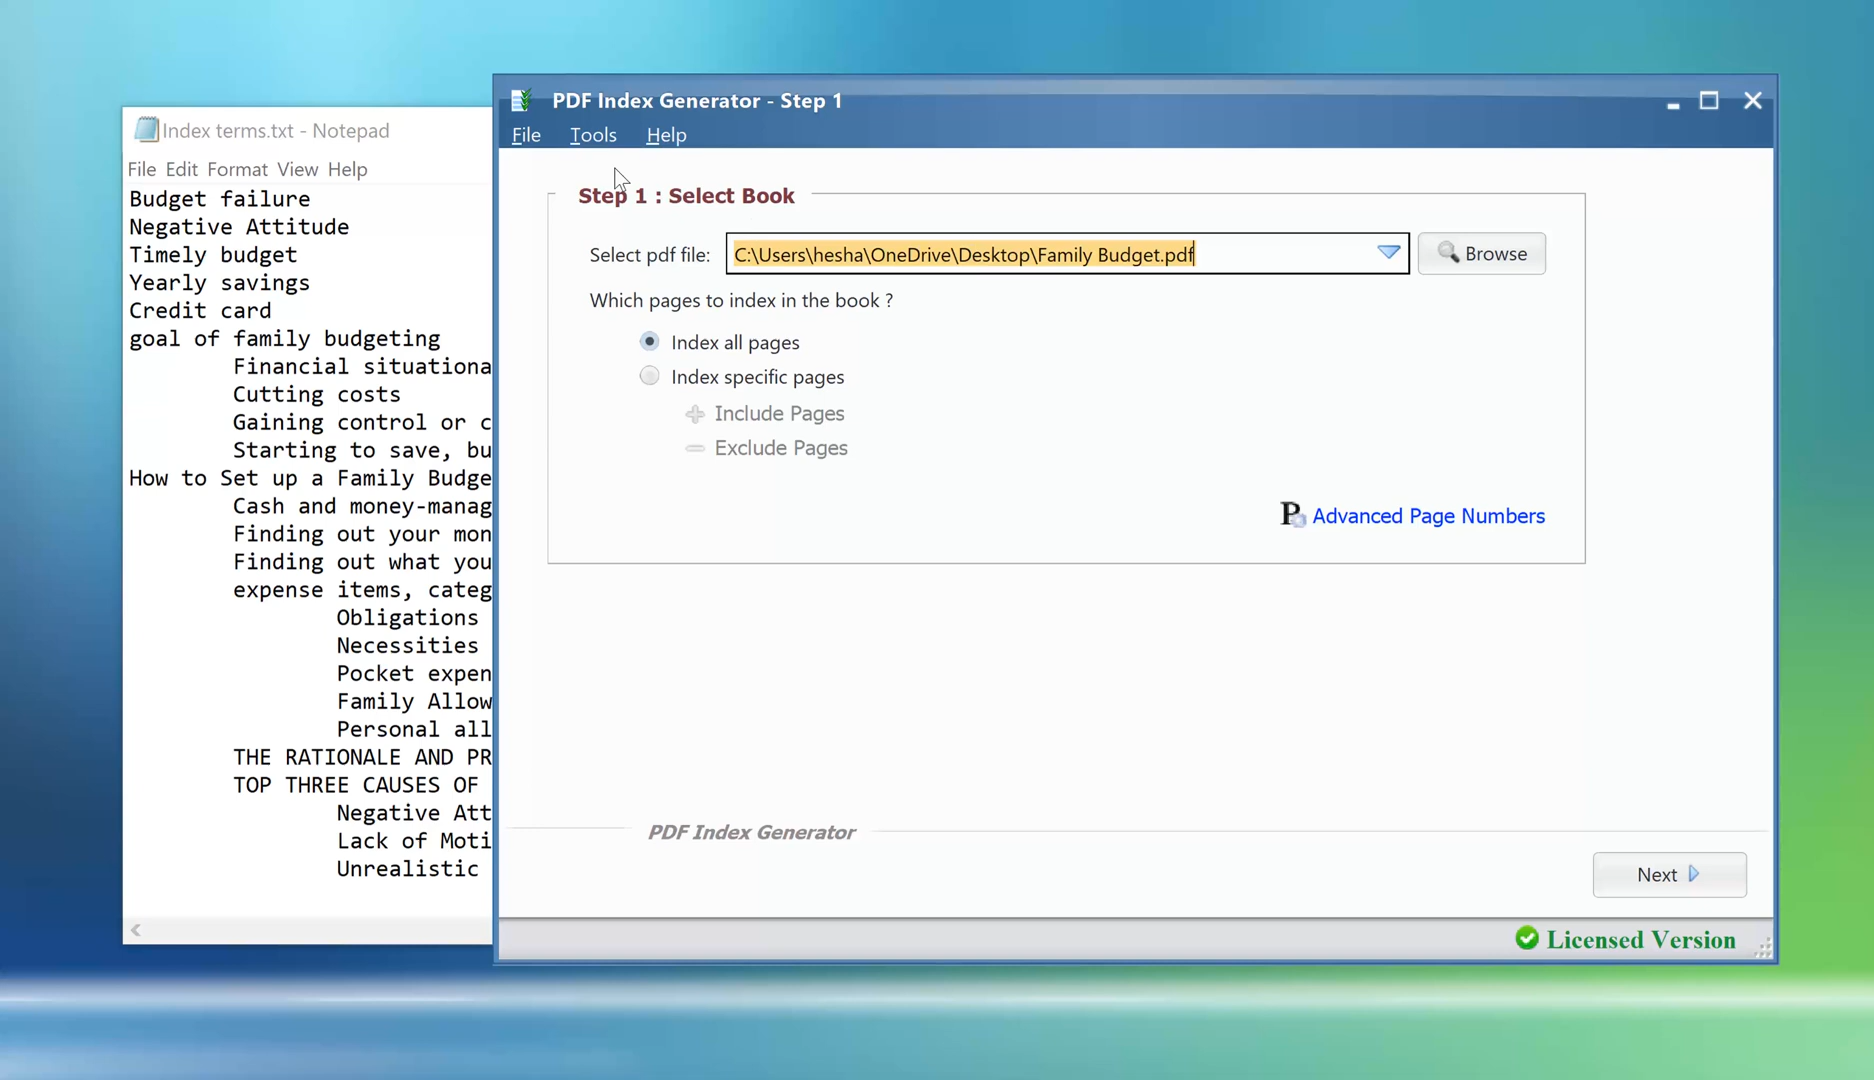 Index terms.txt - Notepad
File Edit Format View Help
Budget failure
Negative Attitude
Timely budget
Yearly savings
Credit card
goal of family budgeting
Financial situationa
Cutting costs
Gaining control or c
Starting to save, bu
How to Set up a Family Budge
Cash and money-manag
Finding out your mon
Finding out what you
expense items, categ
Obligations
Necessities
Pocket expen
Family Allow
Personal all
THE RATIONALE AND PR
TOP THREE CAUSES OF
Negative Att
Lack of Moti
Unrealistic
PDF Index Generator - Step 1
File Tools Help
Step 1 : Select Book
Select pdf file: C:\Users\hesha\OneDrive\Desktop\Family Budget.pdf Browse
Which pages to index in the book ?
Index all pages
Index specific pages
Include Pages
Exclude Pages
P Advanced Page Numbers
PDF Index Generator
Next
Licensed Version